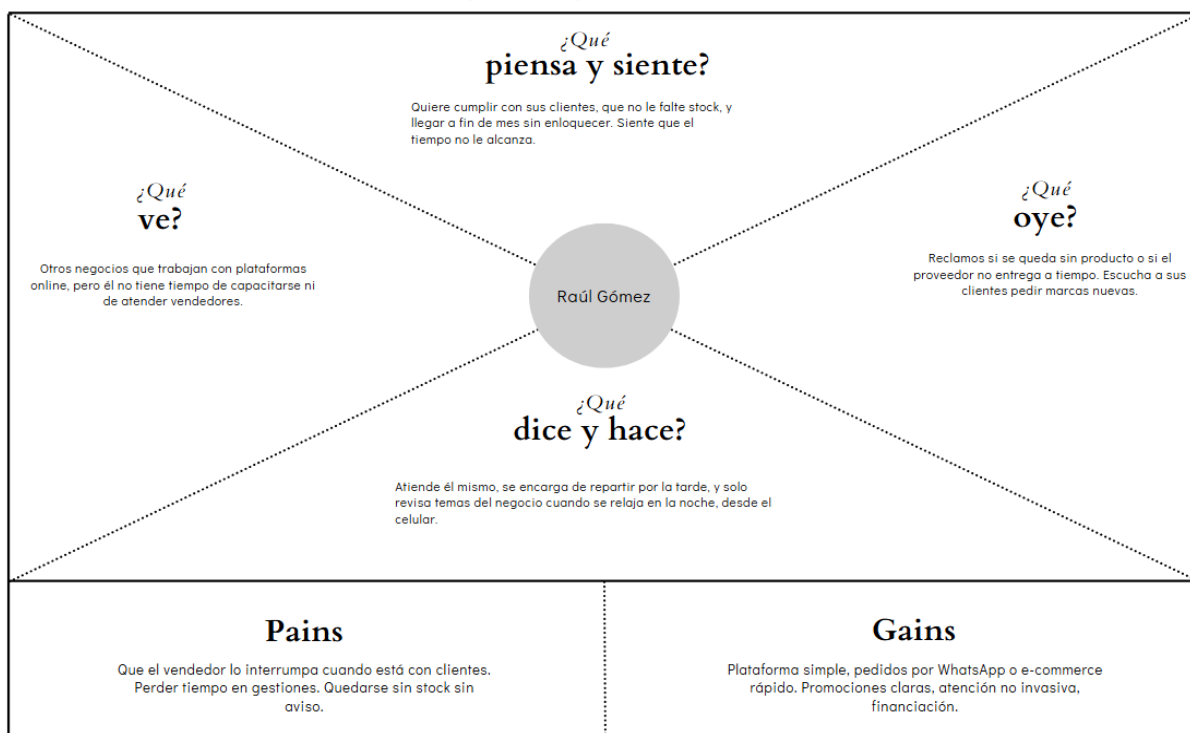 ¿Qué
piensa y siente?
Quiere cumplir con sus clientes, que no le falte stock, y
llegar a fin de mes sin enloquecer. Siente que el
tiempo no le alcanza.
¿Qué
ve?
Otros negocios que trabajan con plataformas
online, pero él no tiene tiempo de capacitarse ni
de atender vendedores.
¿Qué
oye?
Reclamos si se queda sin producto o si el
proveedor no entrega a tiempo. Escucha a sus
clientes pedir marcas nuevas.
Raúl Gómez
¿Qué
dice y hace?
Atiende él mismo, se encarga de repartir por la tarde, y solo
revisa temas del negocio cuando se relaja en la noche, desde el
celular.
Pains
Que el vendedor lo interrumpa cuando está con clientes.
Perder tiempo en gestiones. Quedarse sin stock sin
aviso.
Gains
Plataforma simple, pedidos por WhatsApp o e-commerce
rápido. Promociones claras, atención no invasiva,
financiación.